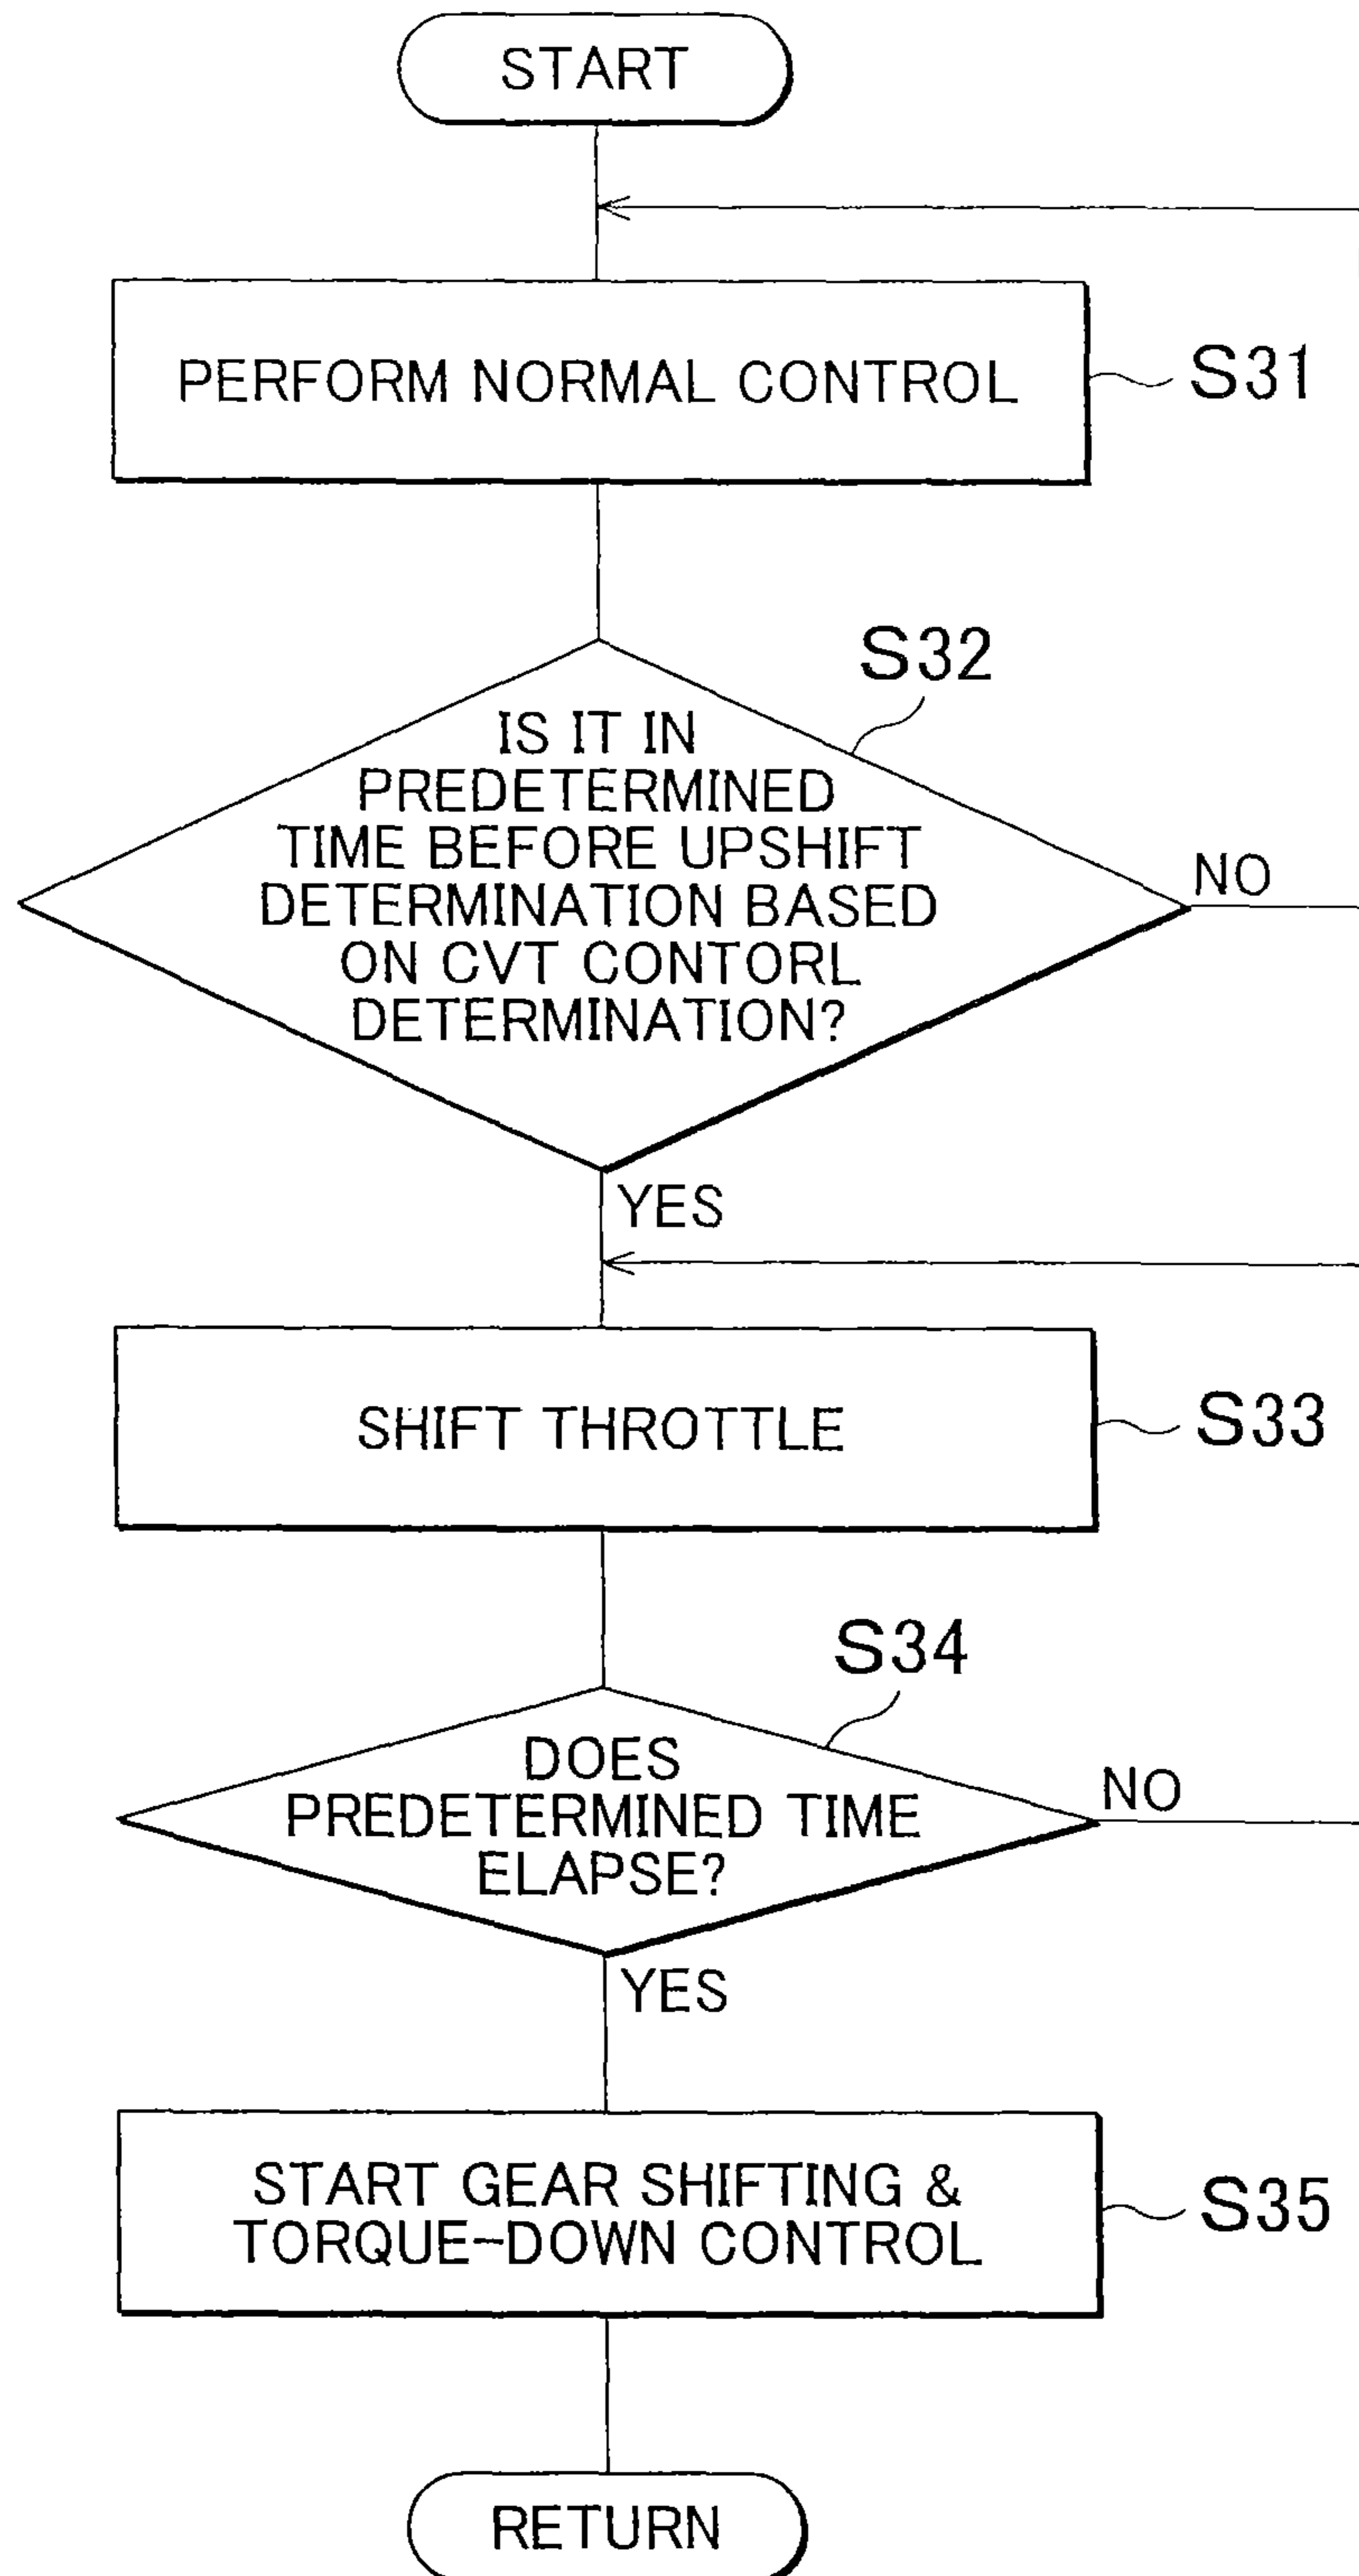 START
PERFORM NORMAL CONTROL
S31
S32
IS IT IN
PREDETERMINED
TIME BEFORE UPSHIFT
DETERMINATION BASED
ON CVT CONTORL
DETERMINATION?
NO
YES
SHIFT THROTTLE
S33
S34
DOES
PREDETERMINED TIME
ELAPSE?
NO
YES
START GEAR SHIFTING &
TORQUE-DOWN CONTROL
S35
RETURN